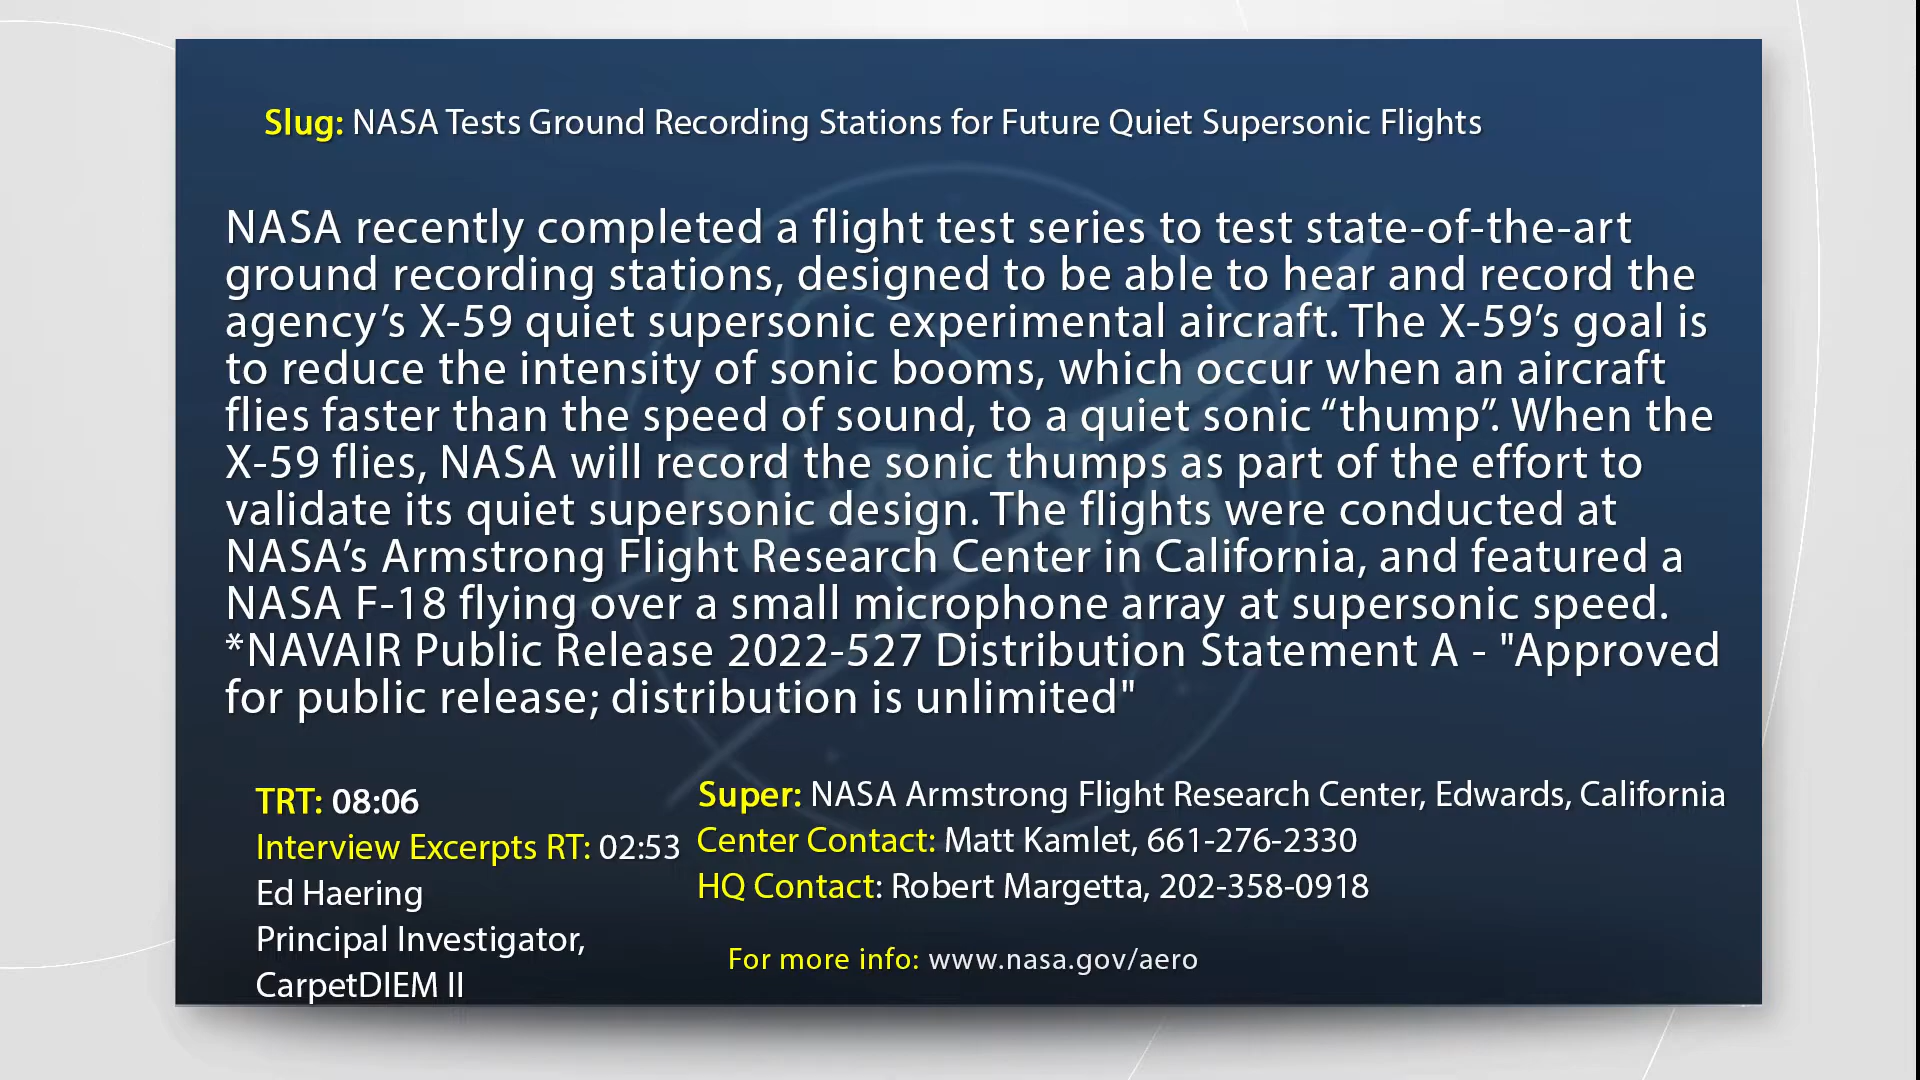 Slug: NASA Tests Ground Recording Stations for Future Quiet Supersonic Flights
NASA recently completed a flight test series to test state-of-the-art
ground recording stations, designed to be able to hear and record the
agency’s X-59 quiet supersonic experimental aircraft. The X-59’s goal is
to reduce the intensity of sonic booms, which occur when an aircraft
flies faster than the speed of sound, to a quiet sonic “thump”. When the
X-59 flies, NASA will record the sonic thumps as part of the effort to
validate its quiet supersonic design. The flights were conducted at
NASA’s Armstrong Flight Research Center in California, and featured a
NASA F-18 flying over a small microphone array at supersonic speed.
*NAVAIR Public Release 2022-527 Distribution Statement A - "Approved
for public release; distribution is unlimited"
TRT: 08:06
Interview Excerpts RT: 02:53
Ed Haering
Principal Investigator,
CarpetDIEM II
Super: NASA Armstrong Flight Research Center, Edwards, California
Center Contact: Matt Kamlet, 661-276-2330
HQ Contact: Robert Margetta, 202-358-0918
For more info: www.nasa.gov/aero